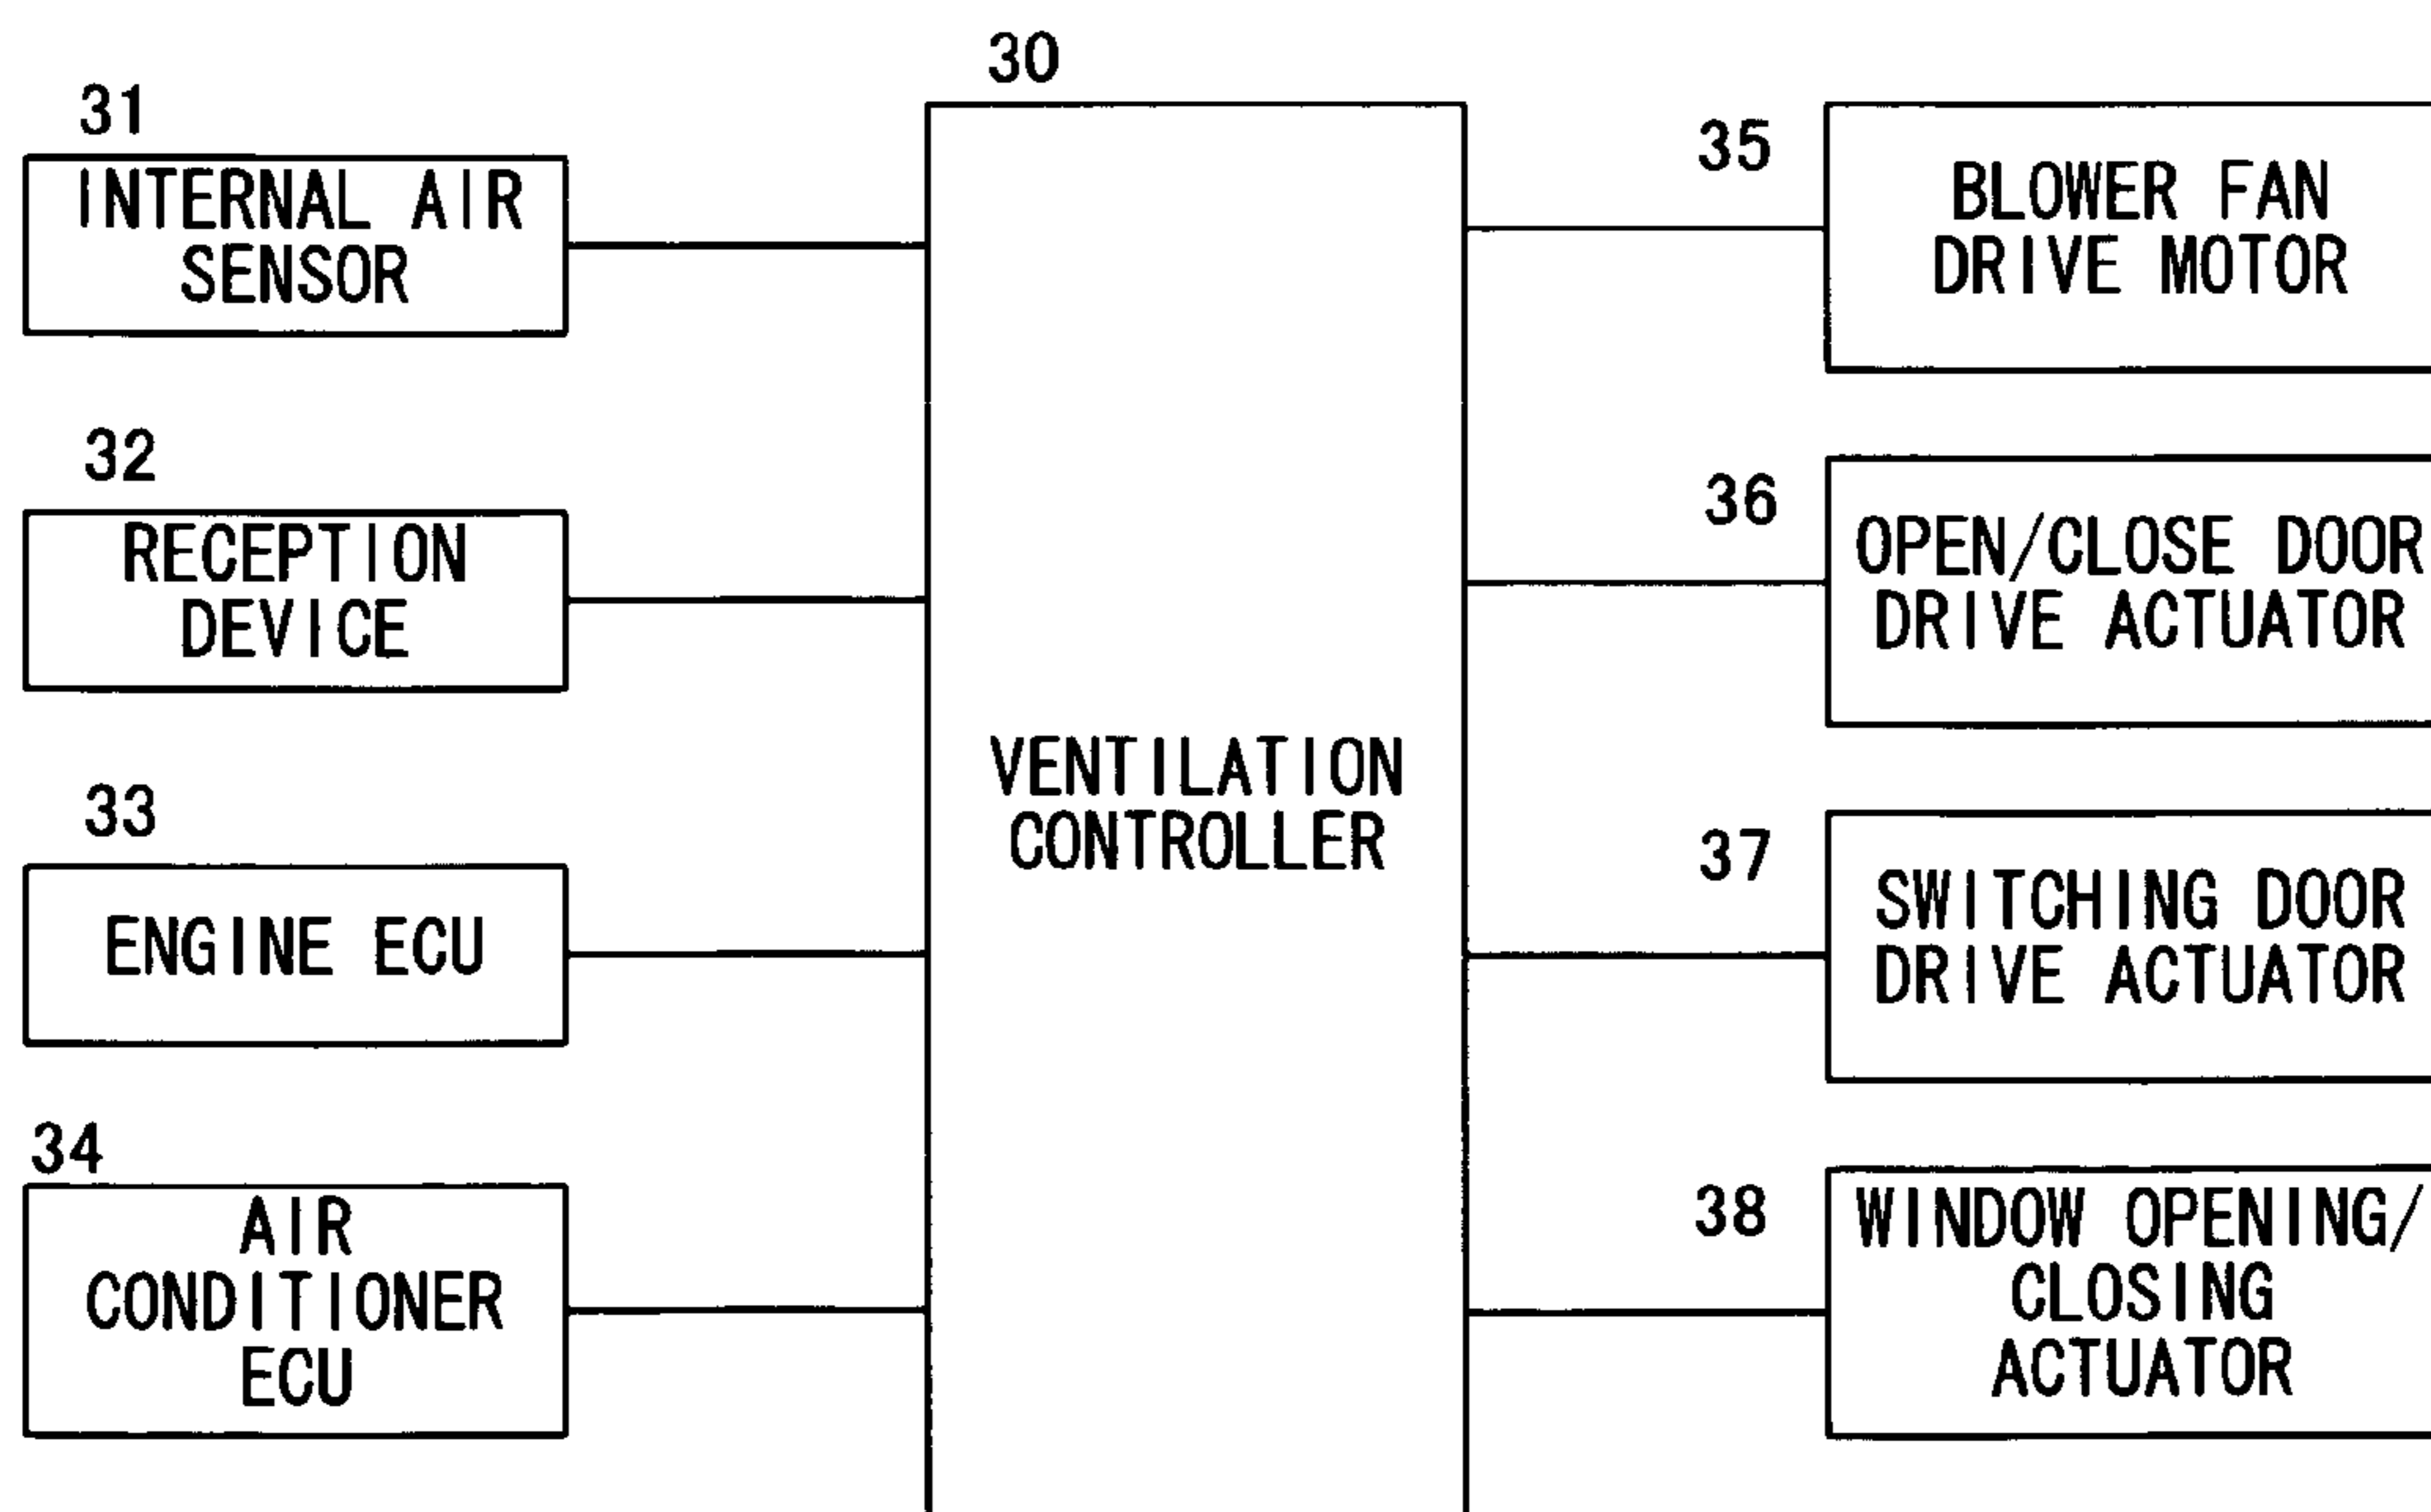 30
31
INTERNAL AIR
SENSOR
32
RECEPTION
DEVICE
33
ENGINE ECU
34
AIR
CONDITIONER
ECU
VENTILATION
CONTROLLER
35
BLOWER FAN
DRIVE MOTOR
36
OPEN/CLOSE DOOR
DRIVE ACTUATOR
37
SWITCHING DOOR
DRIVE ACTUATOR
38
WINDOW OPENING/
CLOSING
ACTUATOR